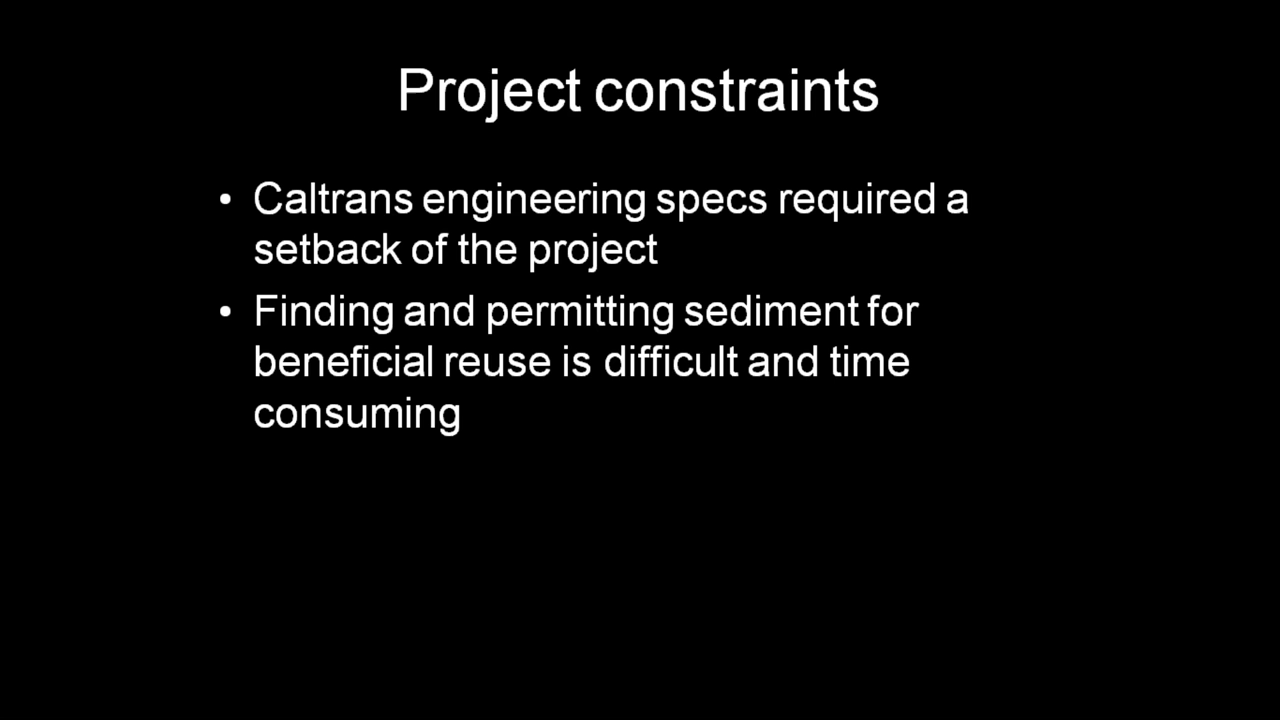 Project constraints
• Caltrans engineering specs required a
setback of the project
• Finding and permitting sediment for
beneficial reuse is difficult and time
consuming